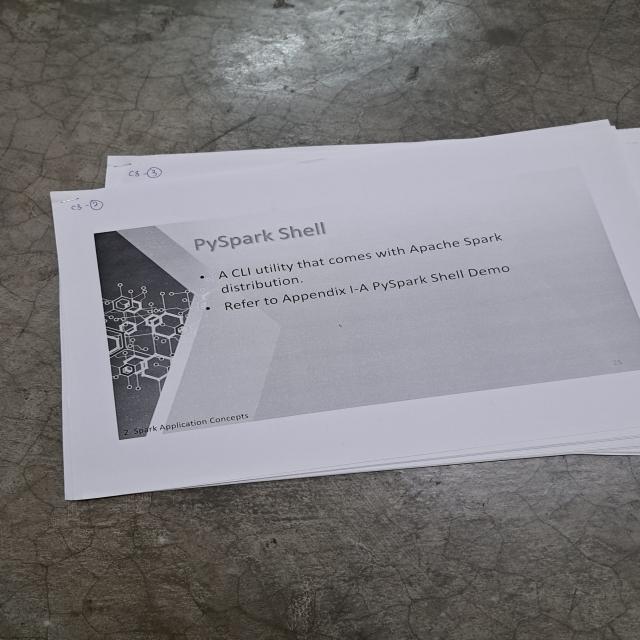 CS - 3
CS - 2
PySpark Shell
• A CLI utility that comes with Apache Spark
distribution.
• Refer to Appendix I-A PySpark Shell Demo
2. Spark Application Concepts